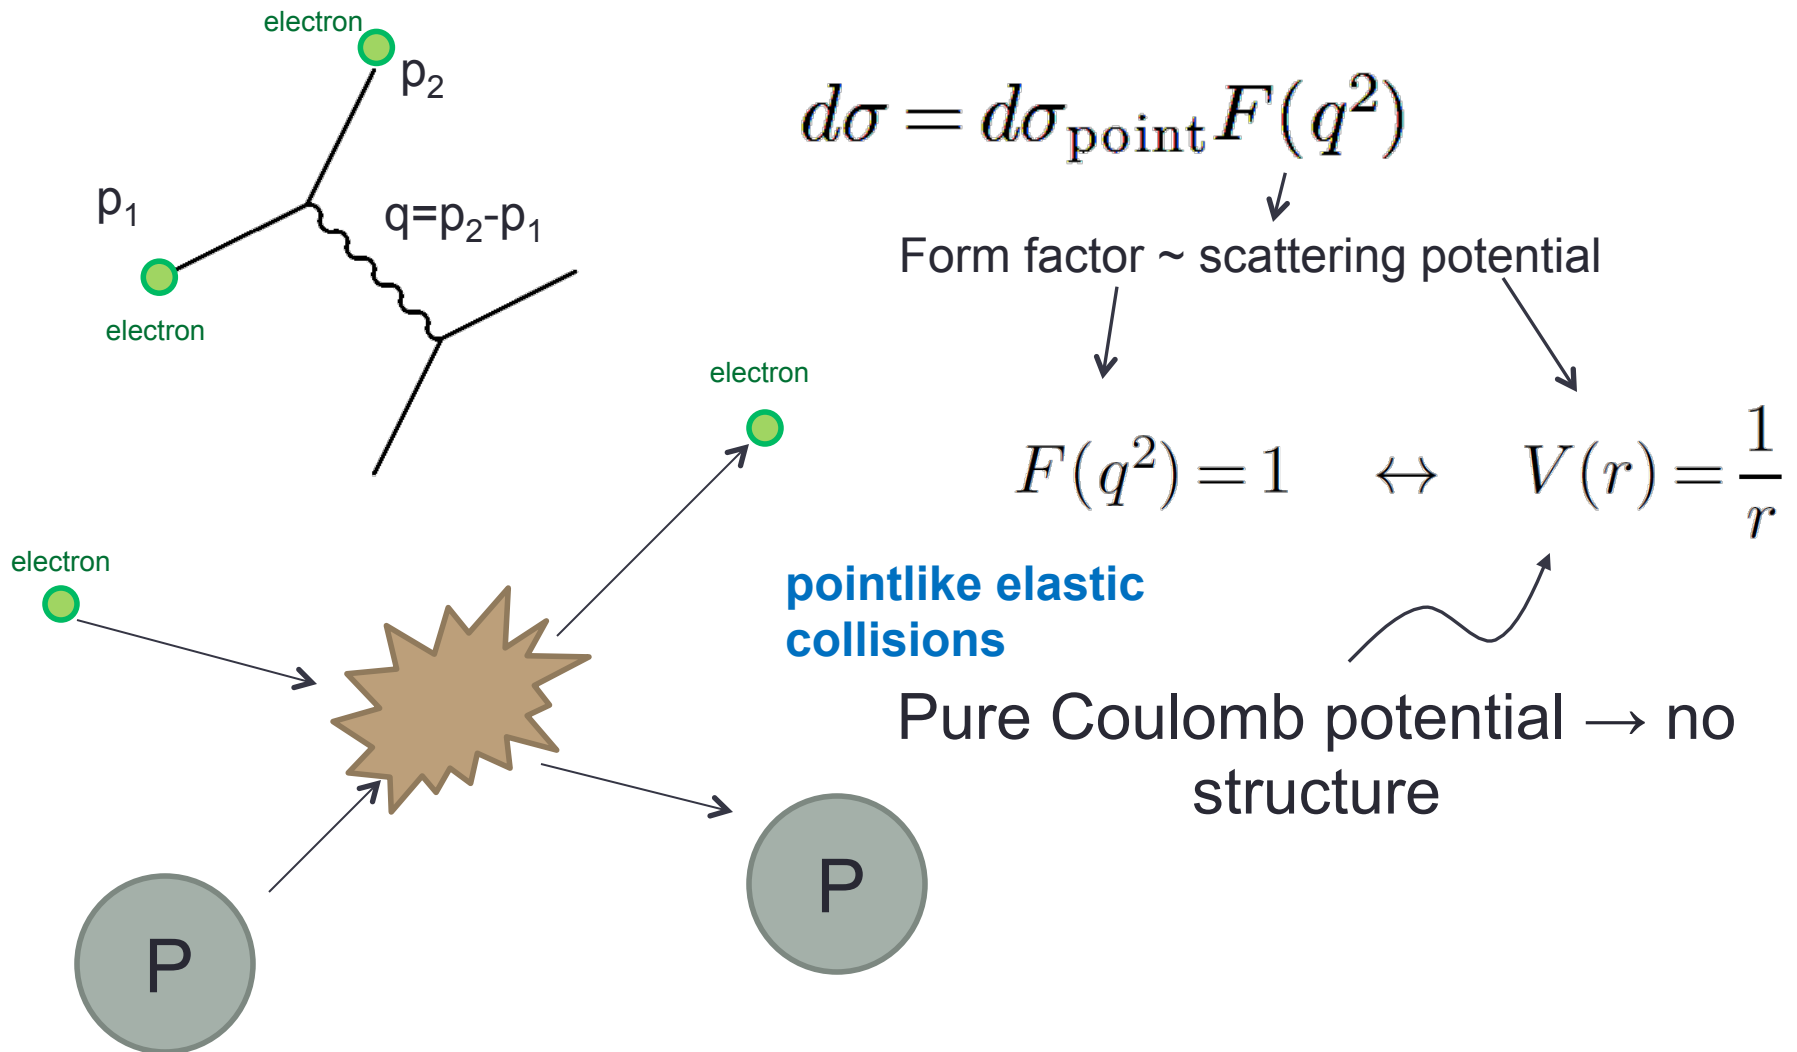 electron
p₂
p₁
q=p₂-p₁
electron
dσ = dσ_point F(q²)
Form factor ~ scattering potential
F(q²) = 1 ↔ V(r) = 1/r
electron
electron
pointlike elastic
collisions
Pure Coulomb potential → no
structure
P
P